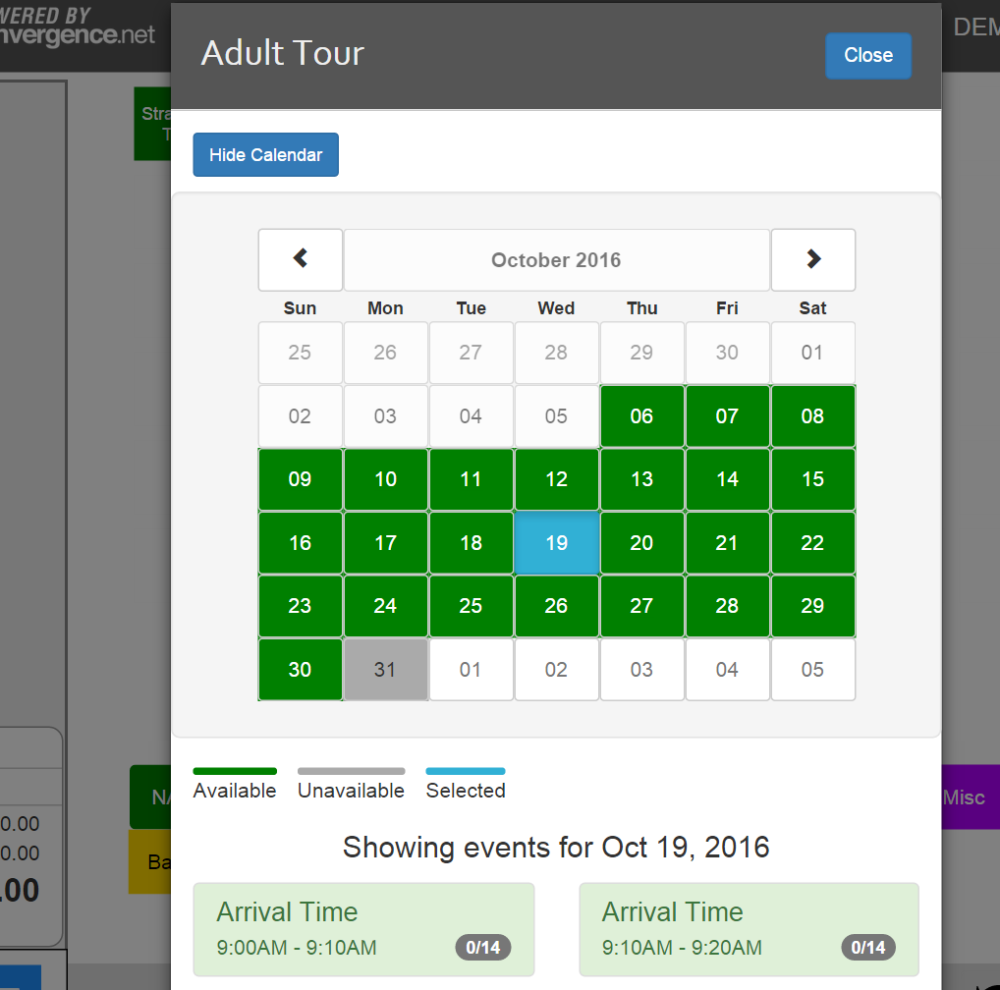 WERED BY
nvergence.net
Adult Tour
Close
DEM
Stra
T
Hide Calendar
October 2016
Sun Mon Tue Wed Thu Fri Sat
25 26 27 28 29 30 01
02 03 04 05 06 07 08
09 10 11 12 13 14 15
16 17 18 19 20 21 22
23 24 25 26 27 28 29
30 31 01 02 03 04 05
Available Unavailable Selected
NA
Misc
0.00
0.00
.00
Ba
Showing events for Oct 19, 2016
Arrival Time
9:00AM - 9:10AM 0/14
Arrival Time
9:10AM - 9:20AM 0/14